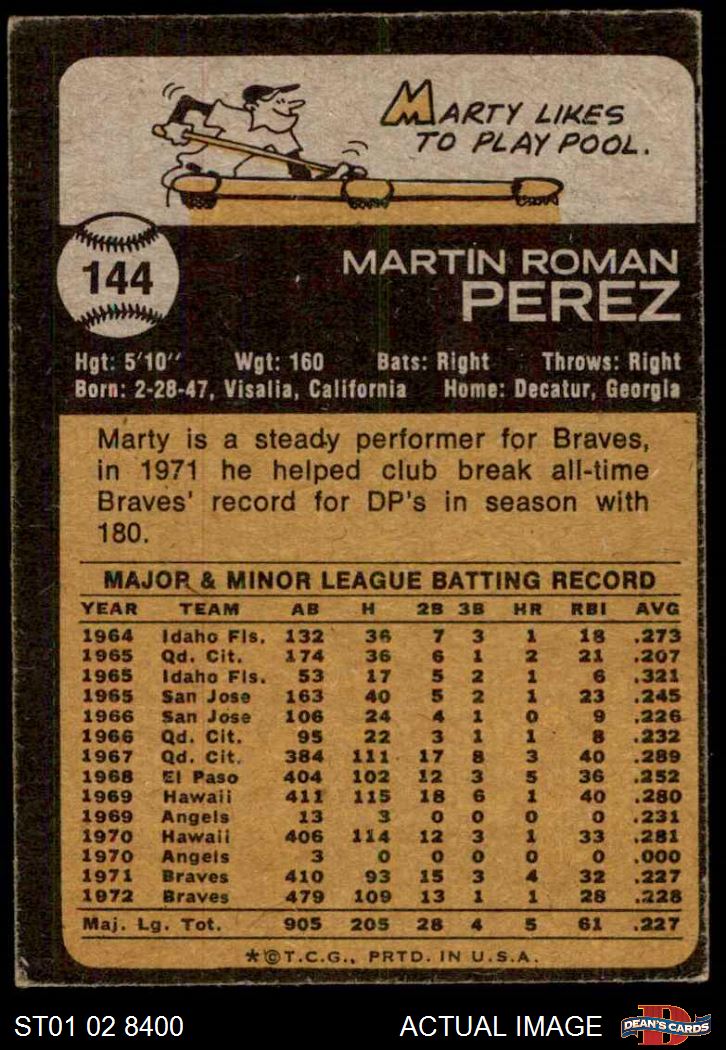 MARTY LIKES
TO PLAY POOL.
144
MARTIN ROMAN
PEREZ
Hgt: 5'10" Wgt: 160 Bats: Right Throws: Right
Born: 2-28-47, Visalia, California Home: Decatur, Georgia
Marty is a steady performer for Braves,
in 1971 he helped club break all-time
Braves' record for DP's in season with
180.
MAJOR & MINOR LEAGUE BATTING RECORD
YEAR TEAM AB H 2B 3B HR RBI AVG
1964 Idaho Fls. 132 36 7 3 1 18 .273
1965 Qd. Cit. 174 36 6 1 2 21 .207
1965 Idaho Fls. 53 17 5 2 1 6 .321
1965 San Jose 163 40 5 2 1 23 .245
1966 San Jose 106 24 4 1 0 9 .226
1966 Qd. Cit. 95 22 3 1 1 8 .232
1967 Qd. Cit. 384 111 17 8 3 40 .289
1968 El Paso 404 102 12 3 5 36 .252
1969 Hawaii 411 115 18 6 1 40 .280
1969 Angels 13 3 0 0 0 0 .231
1970 Hawaii 406 114 12 3 1 33 .281
1970 Angels 3 0 0 0 0 0 .000
1971 Braves 410 93 15 3 4 32 .227
1972 Braves 479 109 13 1 1 28 .228
Maj. Lg. Tot. 905 205 28 4 5 61 .227
*©T.C.G., PRTD. IN U.S.A.
ST01 02 8400 ACTUAL IMAGE
D
DEAN'S CARDS